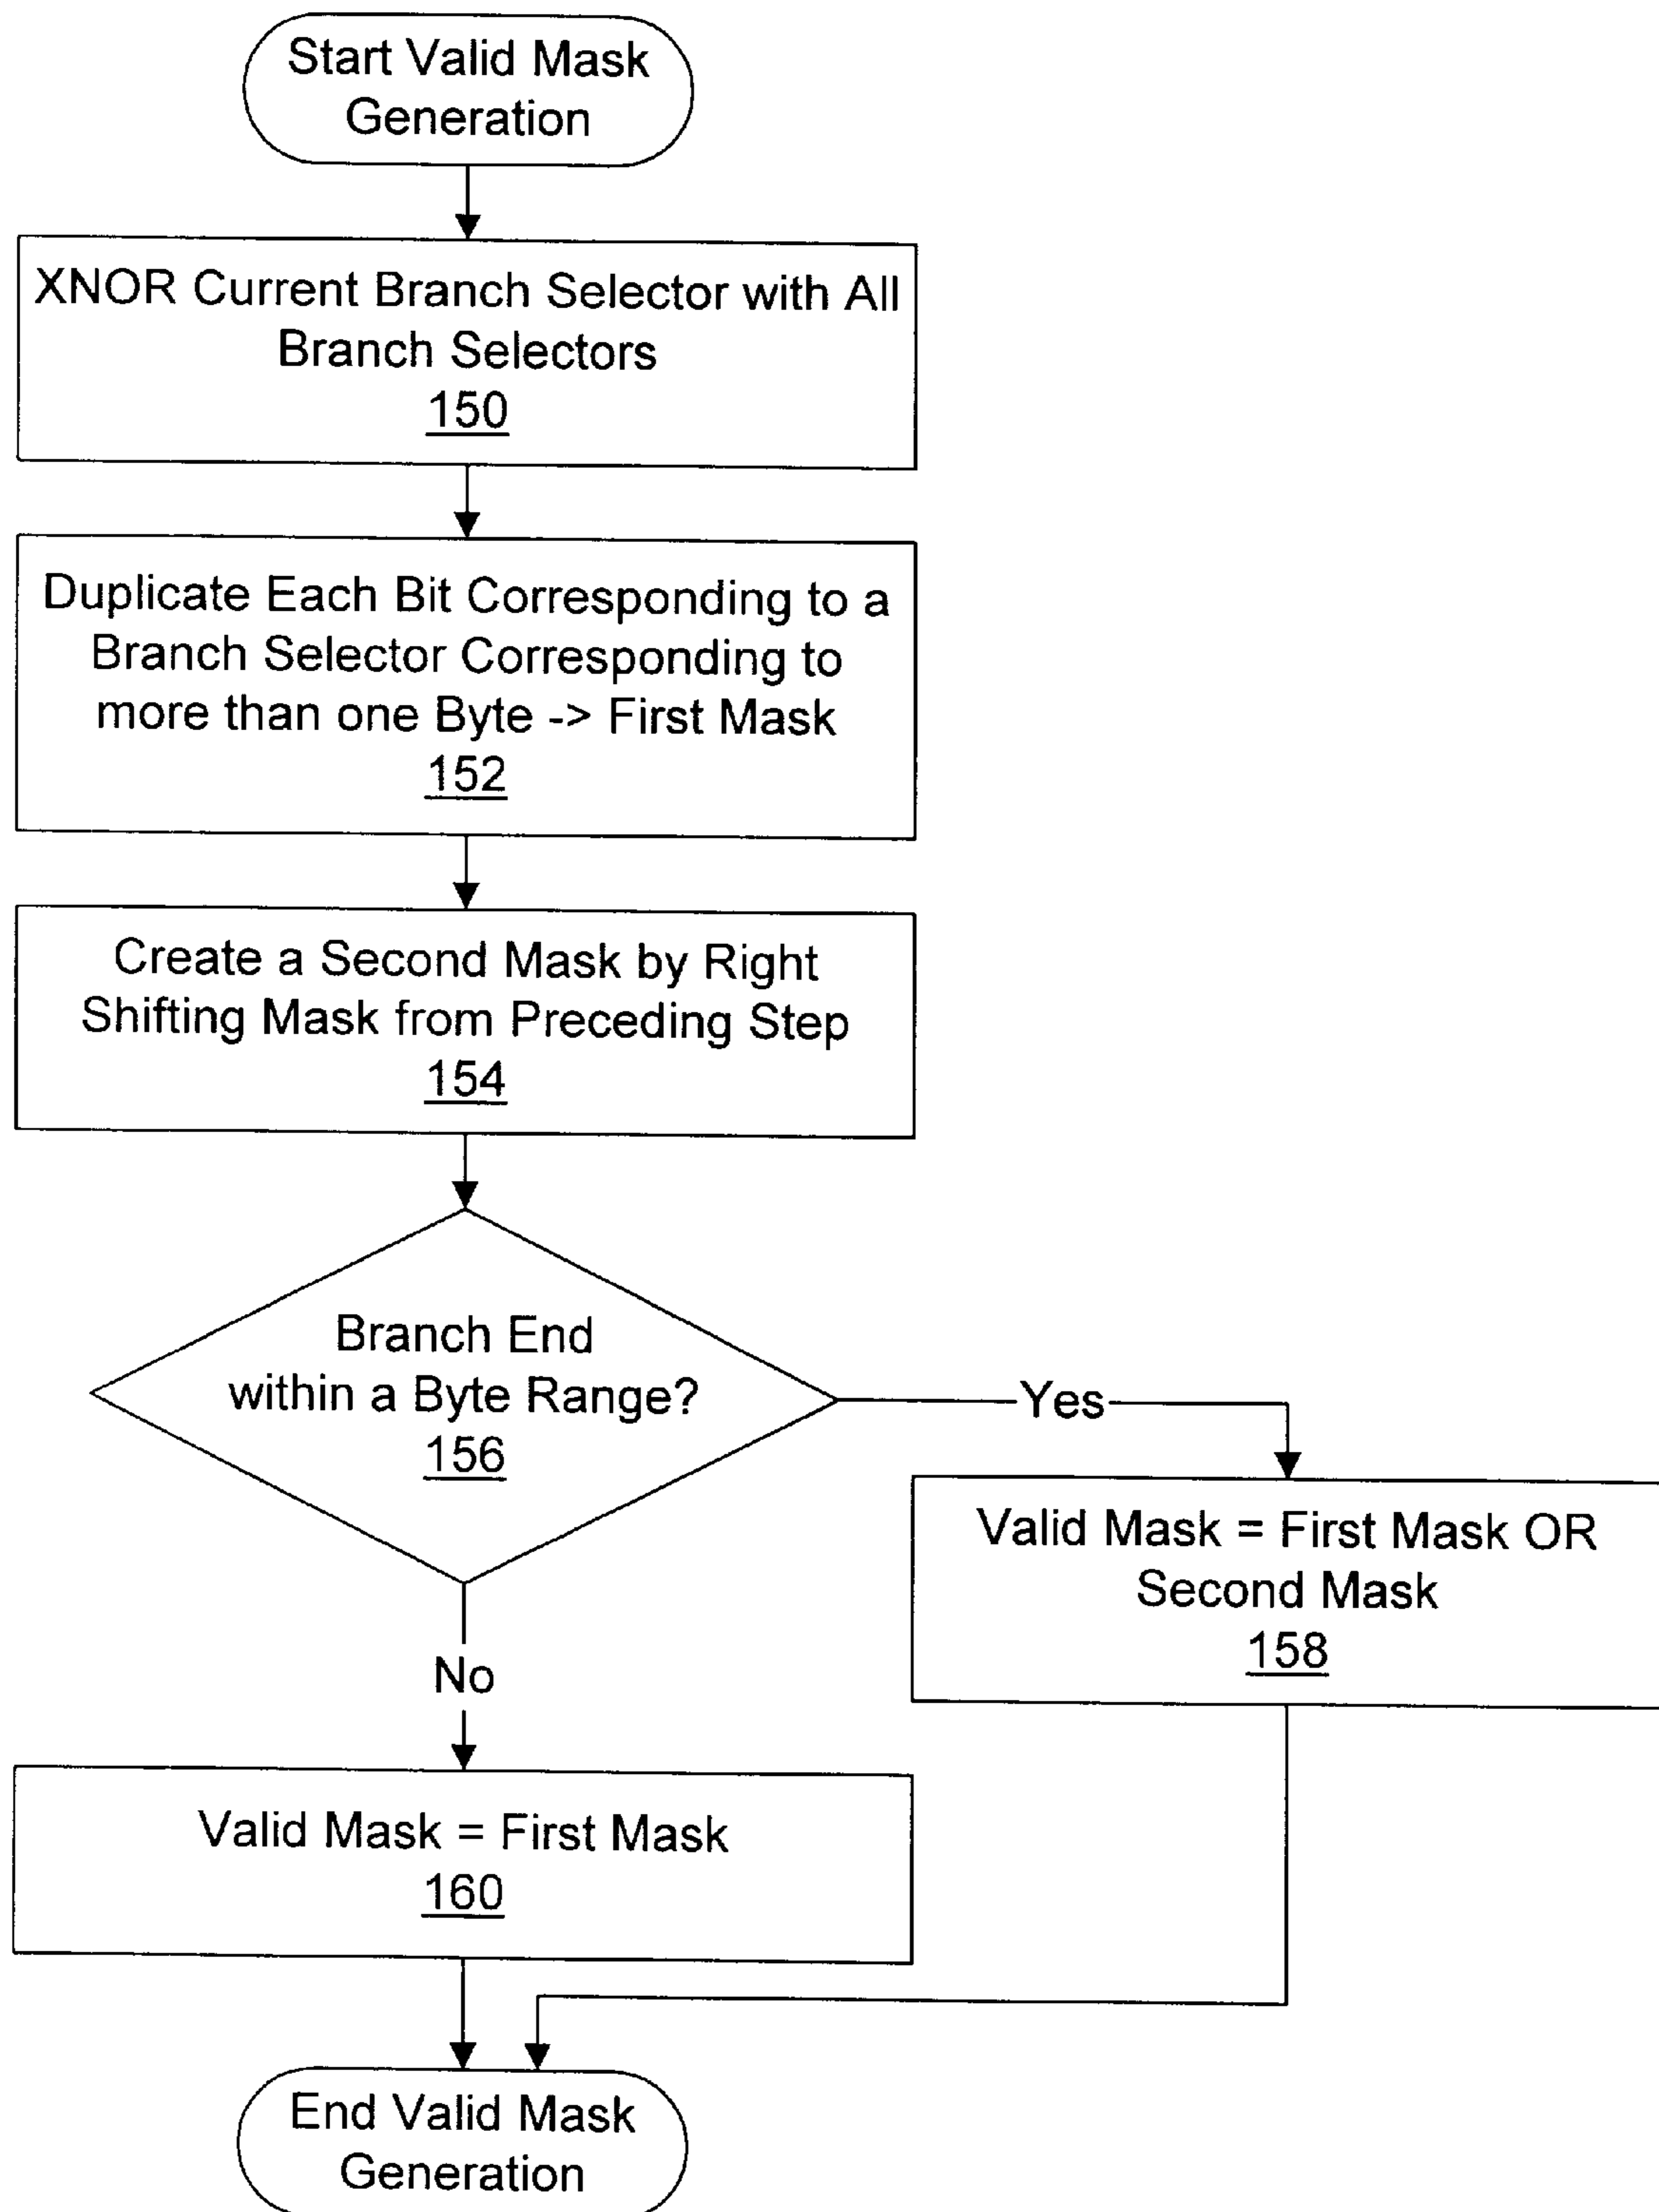 Start Valid Mask
Generation
XNOR Current Branch Selector with All
Branch Selectors
150
Duplicate Each Bit Corresponding to a
Branch Selector Corresponding to
more than one Byte -> First Mask
152
Create a Second Mask by Right
Shifting Mask from Preceding Step
154
Branch End
within a Byte Range?
156
Yes
Valid Mask = First Mask OR
Second Mask
158
No
Valid Mask = First Mask
160
End Valid Mask
Generation